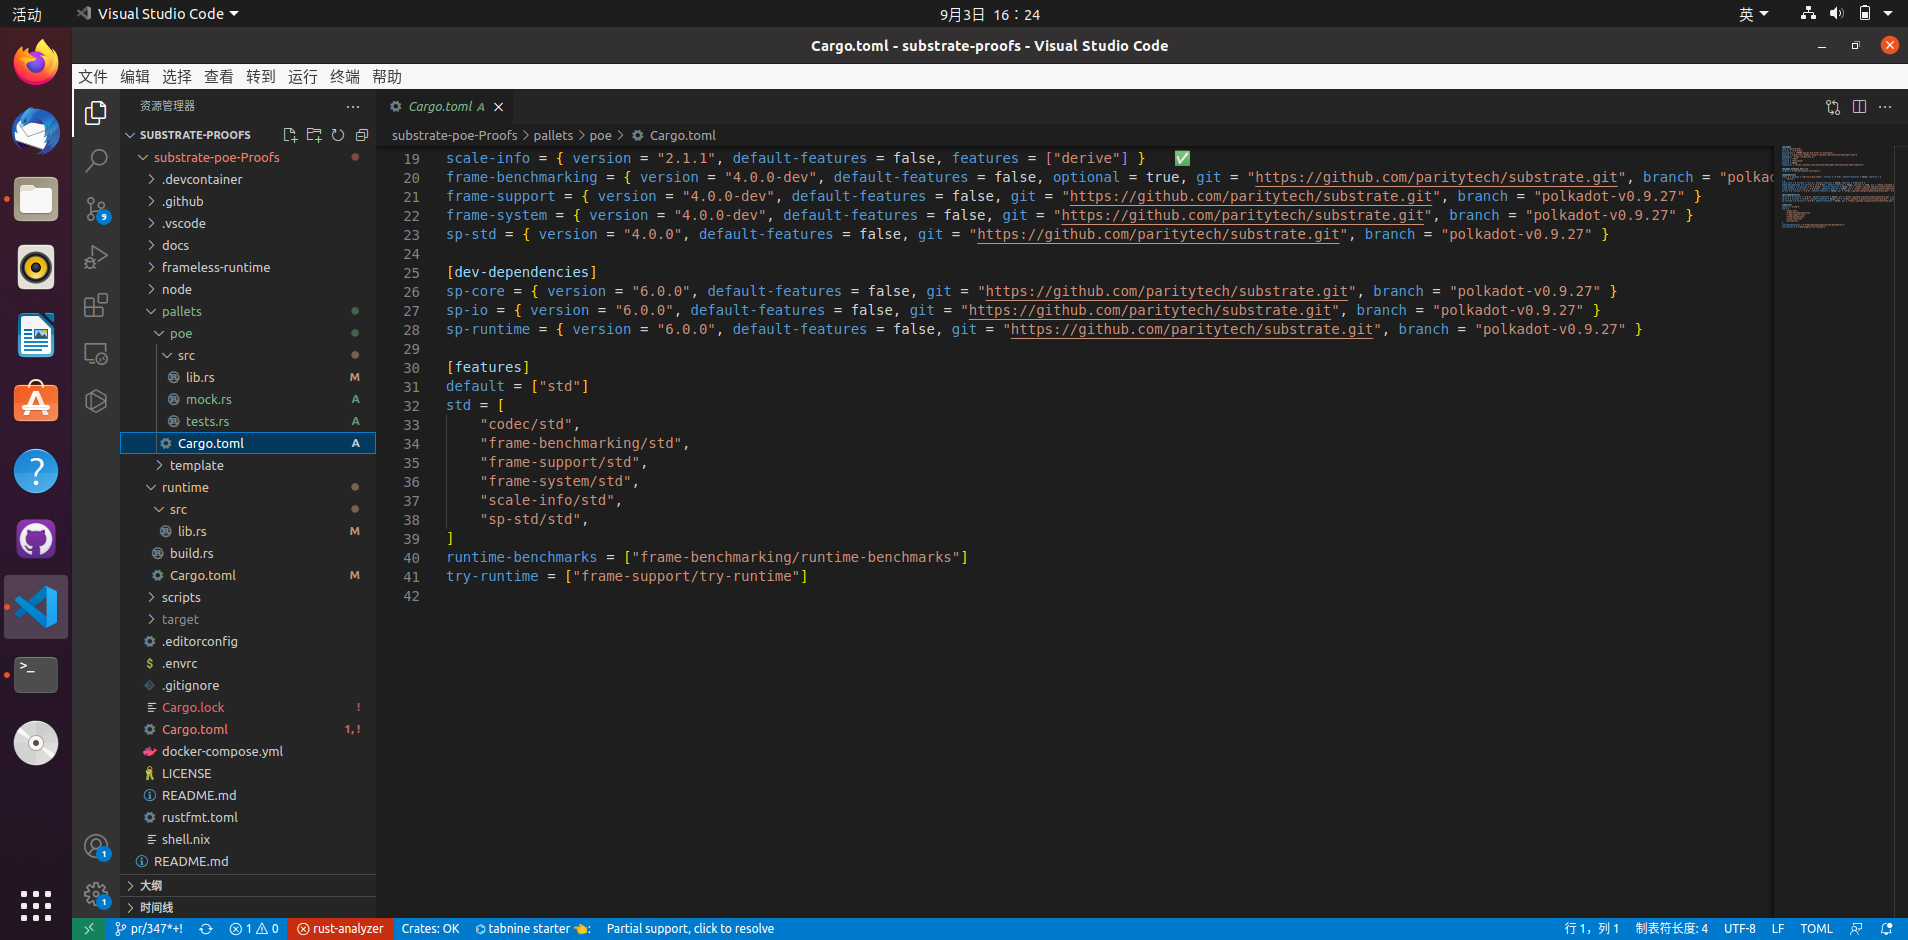 活动
Visual Studio Code
9月3日 16：24
英
Cargo.toml - substrate-proofs - Visual Studio Code
文件 编辑 选择 查看 转到 运行 终端 帮助
资源管理器
SUBSTRATE-PROOFS
substrate-poe-Proofs
.devcontainer
.github
.vscode
docs
frameless-runtime
node
pallets
poe
src
lib.rs M
mock.rs A
tests.rs A
Cargo.toml A
template
runtime
src
lib.rs M
build.rs
Cargo.toml M
scripts
target
.editorconfig
.envrc
.gitignore
Cargo.lock !
Cargo.toml 1, !
docker-compose.yml
LICENSE
README.md
rustfmt.toml
shell.nix
README.md
大纲
时间线
9
1
1
Cargo.toml A
substrate-poe-Proofs > pallets > poe > Cargo.toml
19 scale-info = { version = "2.1.1", default-features = false, features = ["derive"] } ✅
20 frame-benchmarking = { version = "4.0.0-dev", default-features = false, optional = true, git = "https://github.com/paritytech/substrate.git", branch = "polkad
21 frame-support = { version = "4.0.0-dev", default-features = false, git = "https://github.com/paritytech/substrate.git", branch = "polkadot-v0.9.27" }
22 frame-system = { version = "4.0.0-dev", default-features = false, git = "https://github.com/paritytech/substrate.git", branch = "polkadot-v0.9.27" }
23 sp-std = { version = "4.0.0", default-features = false, git = "https://github.com/paritytech/substrate.git", branch = "polkadot-v0.9.27" }
24
25 [dev-dependencies]
26 sp-core = { version = "6.0.0", default-features = false, git = "https://github.com/paritytech/substrate.git", branch = "polkadot-v0.9.27" }
27 sp-io = { version = "6.0.0", default-features = false, git = "https://github.com/paritytech/substrate.git", branch = "polkadot-v0.9.27" }
28 sp-runtime = { version = "6.0.0", default-features = false, git = "https://github.com/paritytech/substrate.git", branch = "polkadot-v0.9.27" }
29
30 [features]
31 default = ["std"]
32 std = [
33 "codec/std",
34 "frame-benchmarking/std",
35 "frame-support/std",
36 "frame-system/std",
37 "scale-info/std",
38 "sp-std/std",
39 ]
40 runtime-benchmarks = ["frame-benchmarking/runtime-benchmarks"]
41 try-runtime = ["frame-support/try-runtime"]
42
pr/347*+! 1 0 rust-analyzer Crates: OK tabnine starter 👈: Partial support, click to resolve 行 1，列 1 制表符长度: 4 UTF-8 LF TOML